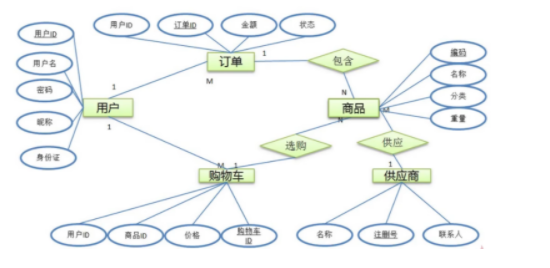 用户ID
订单ID
金额
状态
用户ID
用户名
密码
昵称
身份证
订单
1
包含
编码
名称
分类
重量
M
1
N
用户
商品
M
1
N
选购
供应
M 1
1
购物车
供应商
用户ID
商品ID
价格
购物车
ID
名称
注册号
联系人